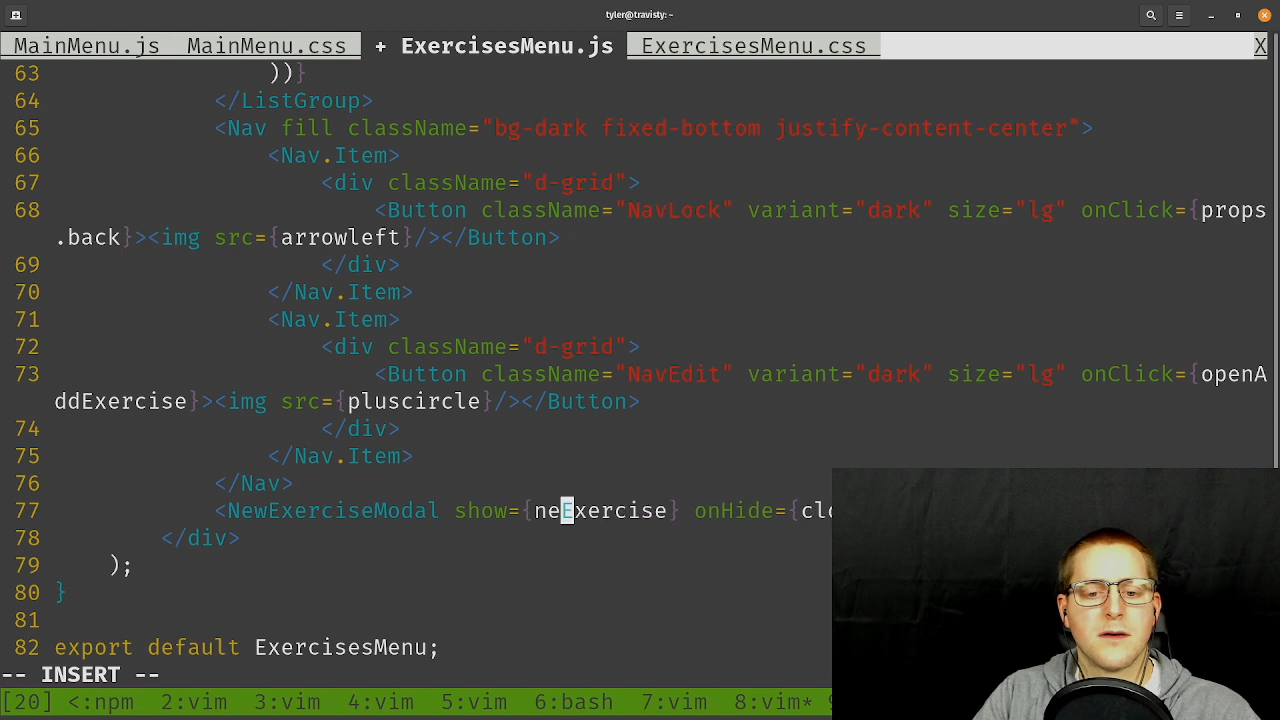 tyler@travisty: ~
MainMenu.js MainMenu.css + ExercisesMenu.js ExercisesMenu.css X
63 ))}
64 </ListGroup>
65 <Nav fill className="bg-dark fixed-bottom justify-content-center">
66 <Nav.Item>
67 <div className="d-grid">
68 <Button className="NavLock" variant="dark" size="lg" onClick={props
.back}><img src={arrowleft}/></Button>
69 </div>
70 </Nav.Item>
71 <Nav.Item>
72 <div className="d-grid">
73 <Button className="NavEdit" variant="dark" size="lg" onClick={openA
ddExercise}><img src={pluscircle}/></Button>
74 </div>
75 </Nav.Item>
76 </Nav>
77 <NewExerciseModal show={neExercise} onHide={clo
78 </div>
79 );
80 }
81
82 export default ExercisesMenu;
-- INSERT --
[20] <:npm 2:vim 3:vim 4:vim 5:vim 6:bash 7:vim 8:vim*